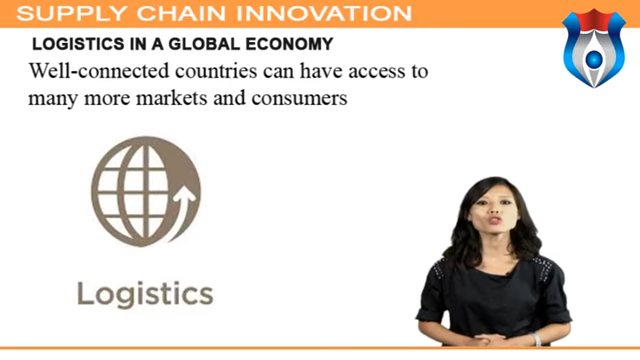 SUPPLY CHAIN INNOVATION
LOGISTICS IN A GLOBAL ECONOMY
Well-connected countries can have access to
many more markets and consumers
Logistics